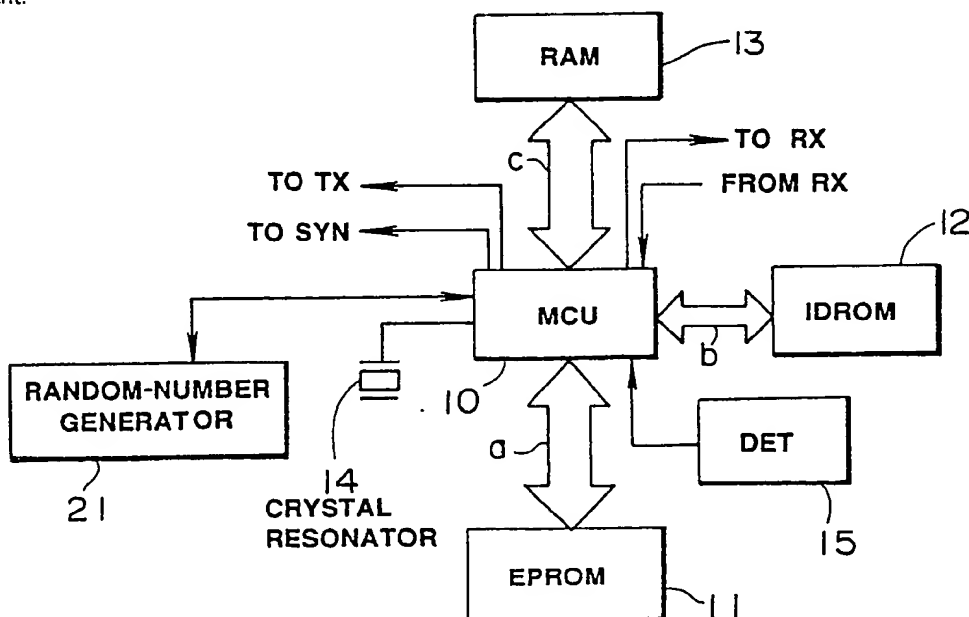 nt.
RAM
13
c
TO RX
TO TX
FROM RX
TO SYN
12
MCU
IDROM
b
RANDOM-NUMBER
GENERATOR
10
a
DET
14
21
CRYSTAL
RESONATOR
15
EPROM
11